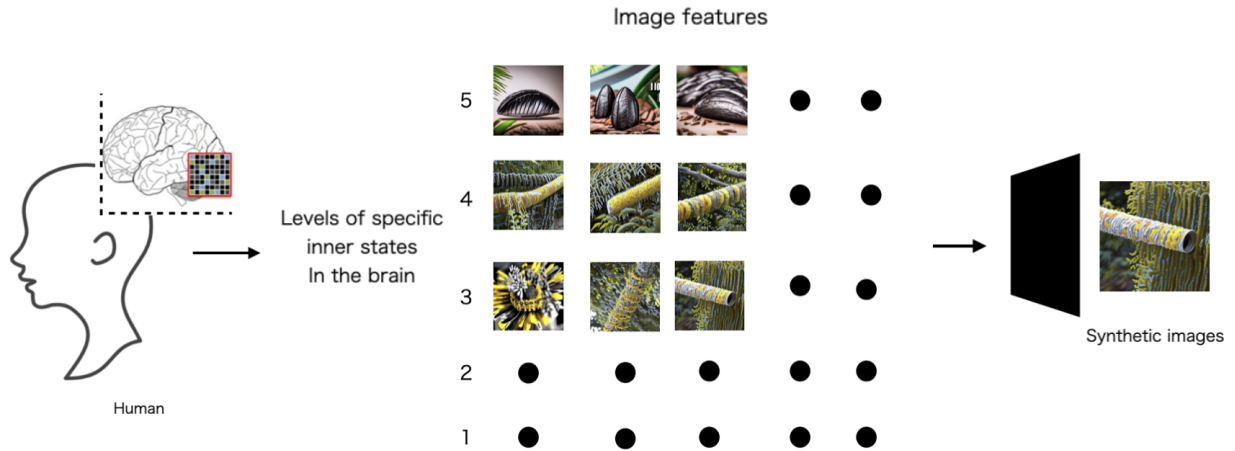 Image features
5
4
Levels of specific
inner states
In the brain
3
Synthetic images
2
Human
1